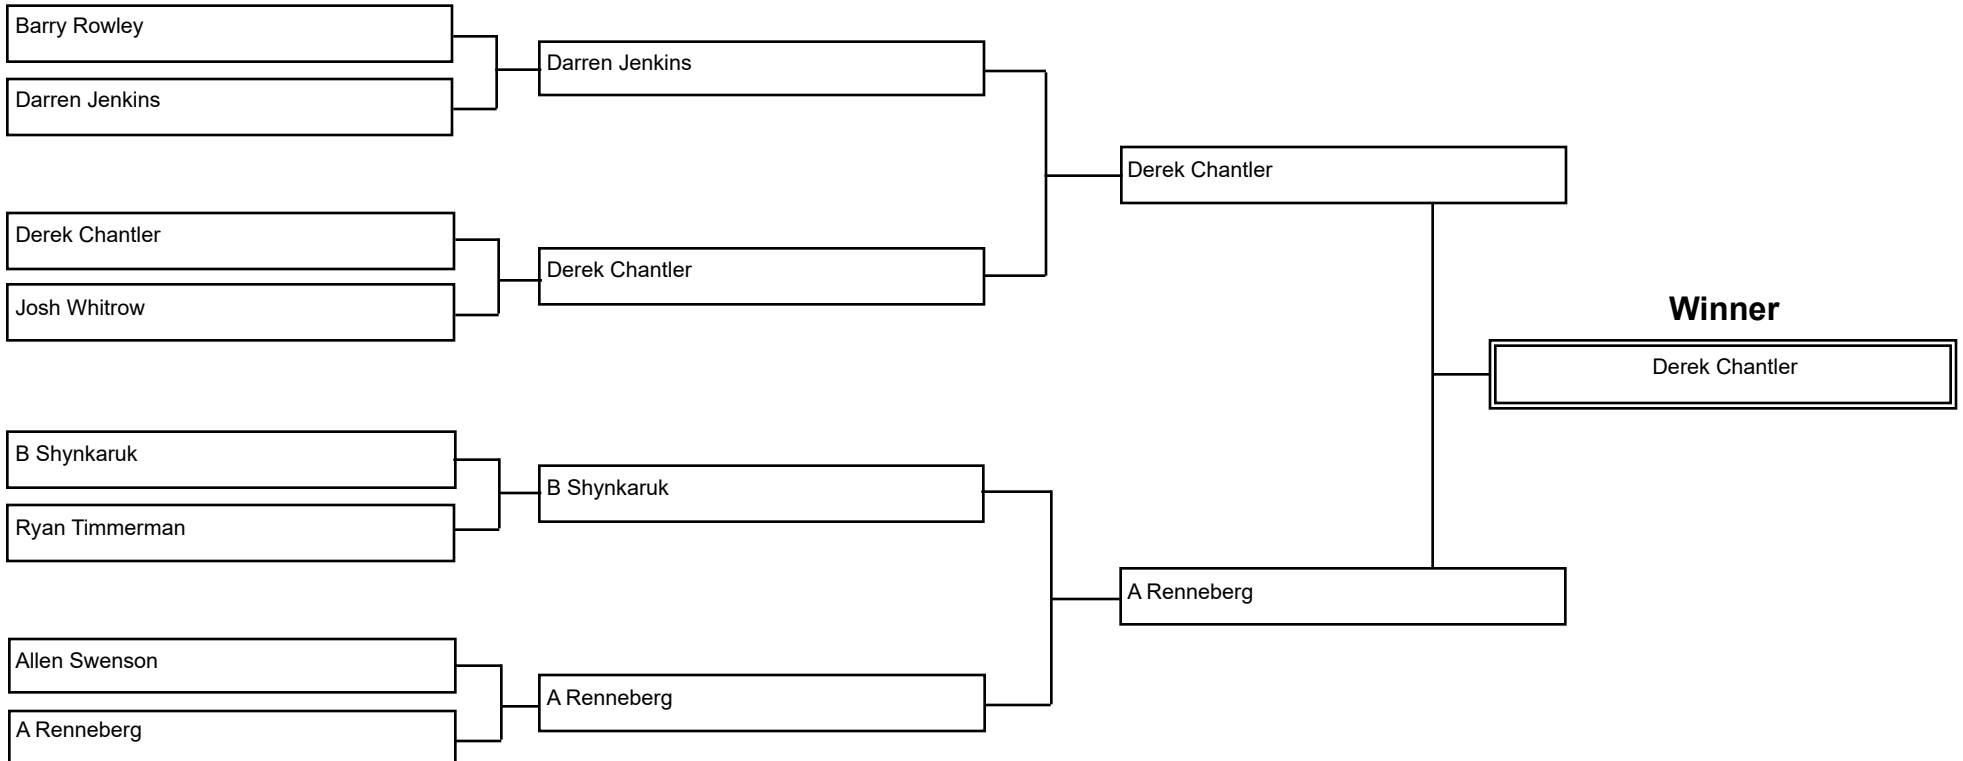 Barry Rowley
Darren Jenkins
Derek Chantler
Josh Whitrow
B Shynkaruk
Ryan Timmerman
Allen Swenson
A Renneberg
Darren Jenkins
Derek Chantler
B Shynkaruk
A Renneberg
Derek Chantler
A Renneberg
Winner
Derek Chantler